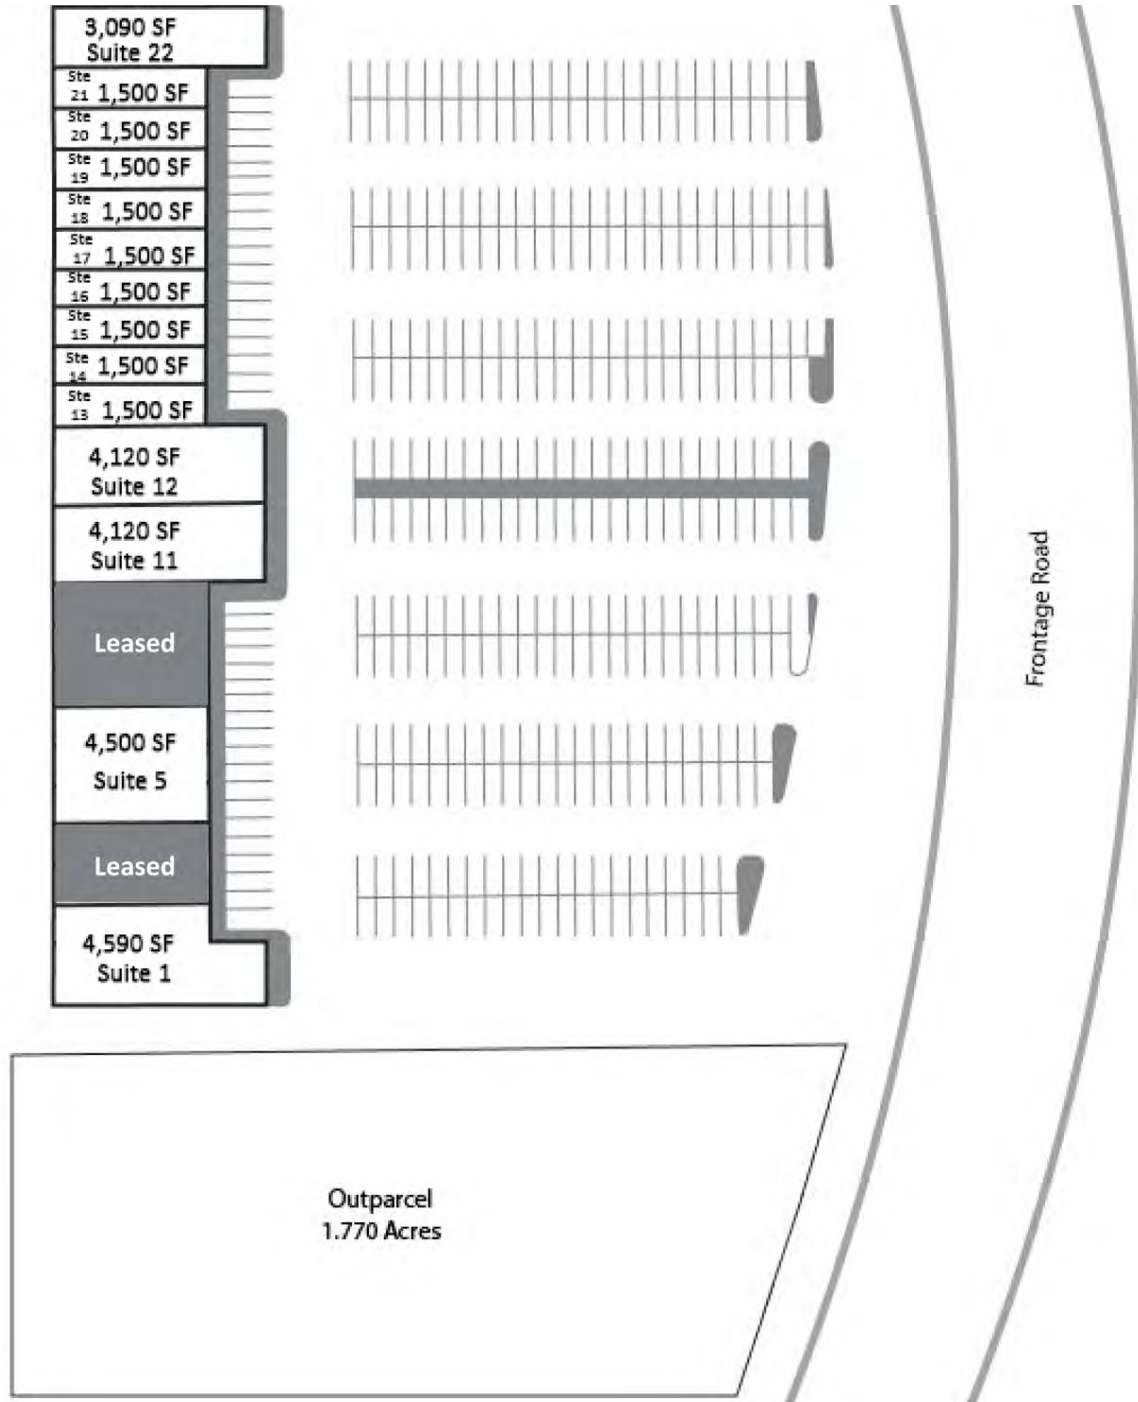 3,090 SF
Suite 22
Ste
21 1,500 SF
Ste
20 1,500 SF
Ste
19 1,500 SF
Ste
18 1,500 SF
Ste
17 1,500 SF
Ste
16 1,500 SF
Ste
15 1,500 SF
Ste
14 1,500 SF
Ste
13 1,500 SF
4,120 SF
Suite 12
4,120 SF
Suite 11
Leased
4,500 SF
Suite 5
Leased
4,590 SF
Suite 1
Frontage Road
Outparcel
1.770 Acres